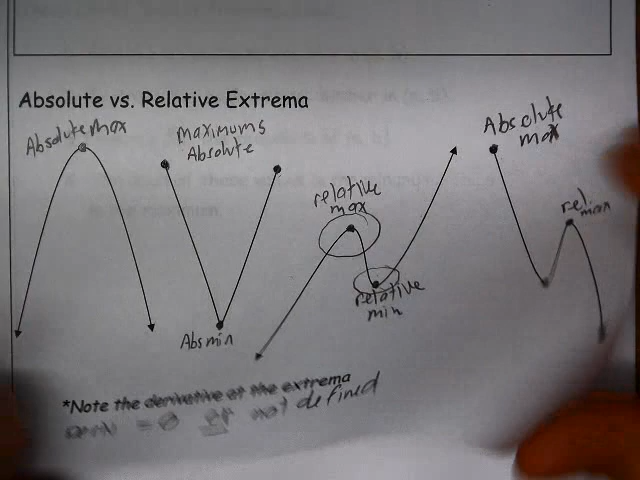 Absolute vs. Relative Extrema
Absolute max
maximums
Absolute
Absolute
max
relative
max
rel.
max
relative
min
Abs min
*Note the derivative at the extrema
= 0 or not defined